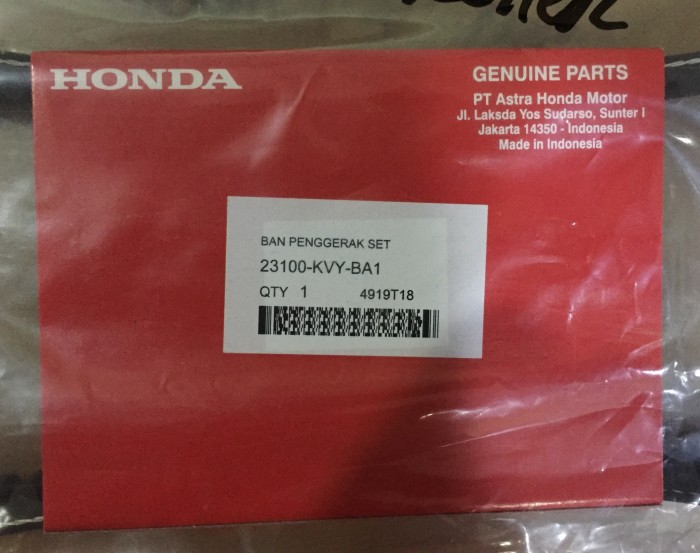 HONDA
GENUINE PARTS
PT Astra Honda Motor
Jl. Laksda Yos Sudarso, Sunter I
Jakarta 14350 - Indonesia
Made in Indonesia
BAN PENGGERAK SET
23100-KVY-BA1
QTY 1 4919T18